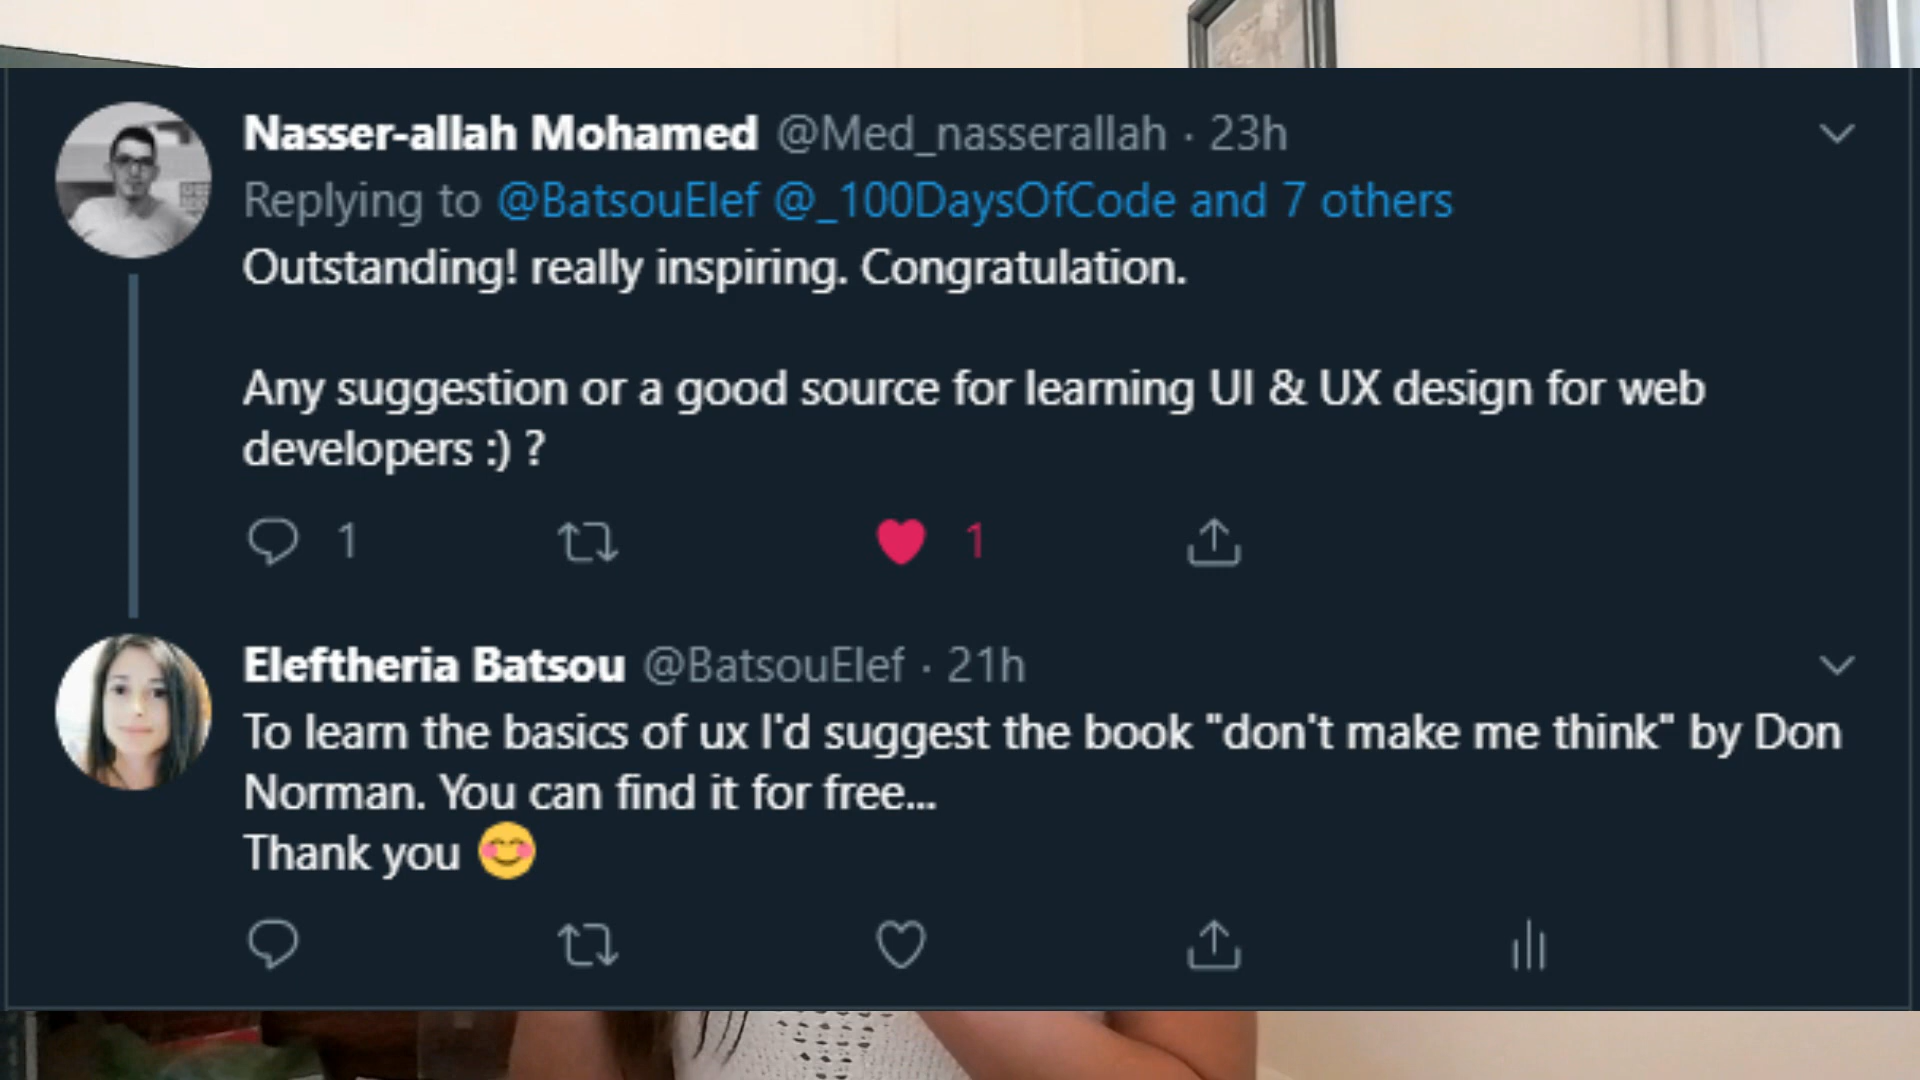 Nasser-allah Mohamed @Med_nasserallah · 23h
Replying to @BatsouElef @_100DaysOfCode and 7 others
Outstanding! really inspiring. Congratulation.
Any suggestion or a good source for learning UI & UX design for web
developers :) ?
1 1
Eleftheria Batsou @BatsouElef · 21h
To learn the basics of ux I'd suggest the book "don't make me think" by Don
Norman. You can find it for free...
Thank you 😊